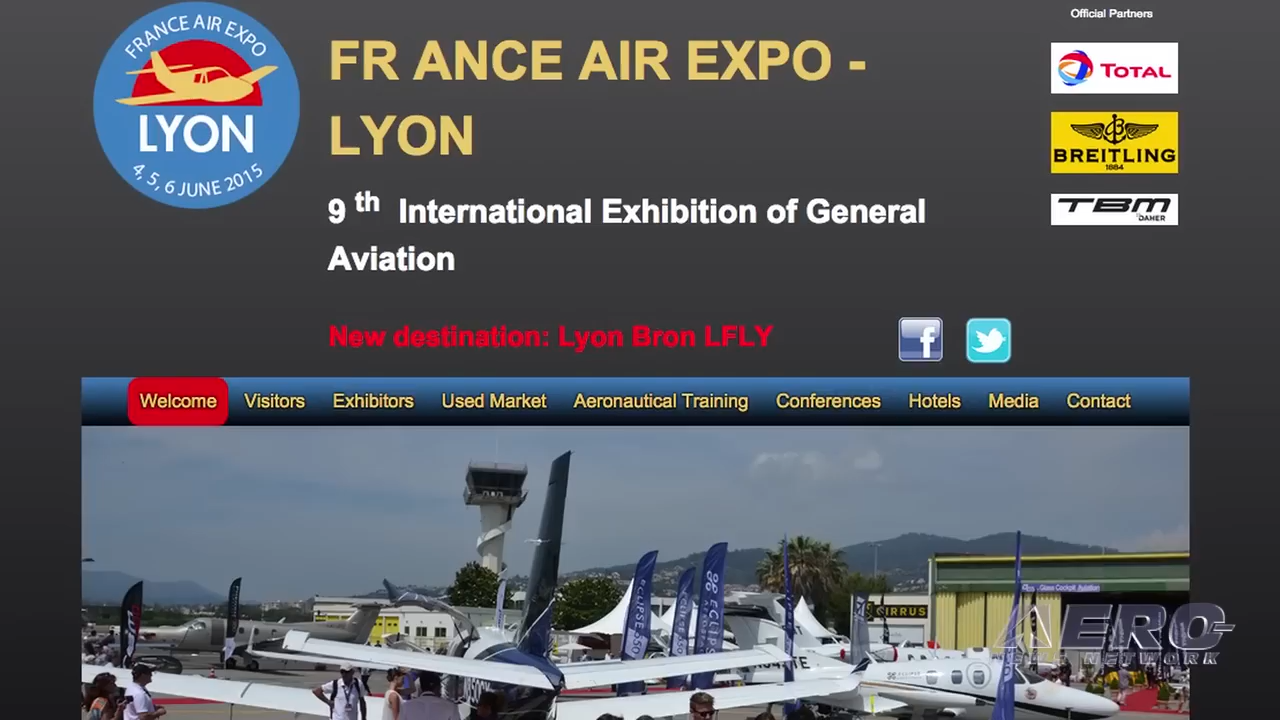 FRANCE AIR EXPO
LYON
4, 5, 6 JUNE 2015
FR ANCE AIR EXPO -
LYON
9 th International Exhibition of General
Aviation
New destination: Lyon Bron LFLY
Official Partners
TOTAL
BREITLING
1884
TBM
DAHER
Welcome
Visitors
Exhibitors
Used Market
Aeronautical Training
Conferences
Hotels
Media
Contact
ECLIPSE
ECLIPSE
CIRRUS
AERO-
NETWORK